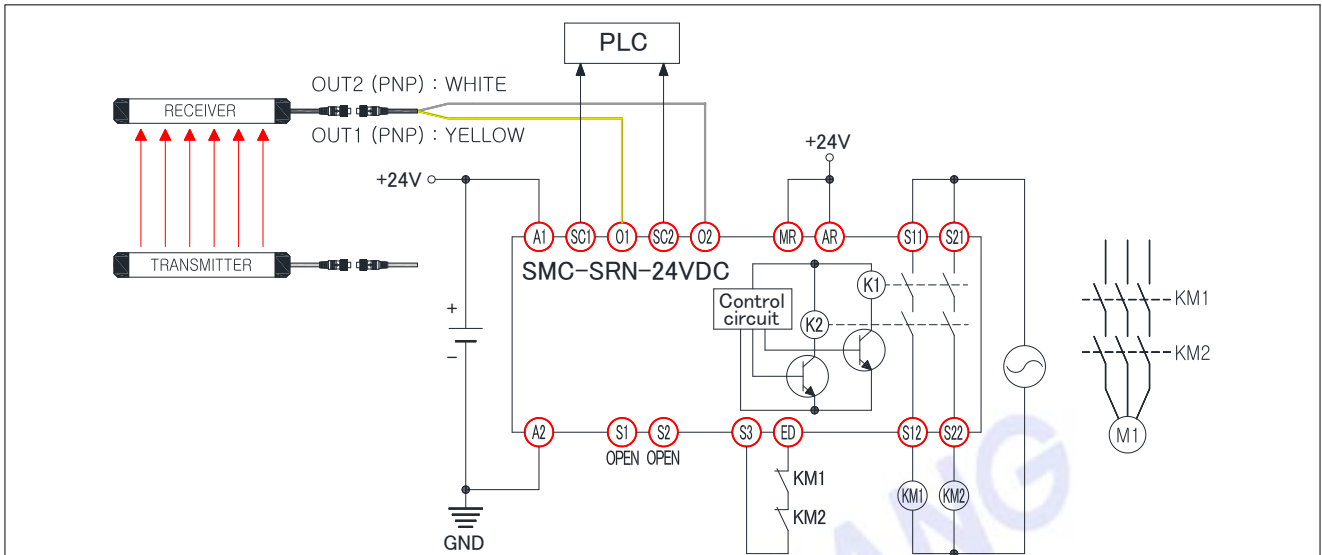 PLC
OUT2 (PNP) : WHITE
RECEIVER
OUT1 (PNP) : YELLOW
+24V
+24V
A1
SC1
O1
SC2
O2
MR
AR
S11
S21
TRANSMITTER
SMC-SRN-24VDC
K1
Control
circuit
K2
KM1
KM2
+
-
A2
S1
S2
S3
ED
S12
S22
M1
OPEN
OPEN
KM1
KM2
KM1
KM2
GND
ANG